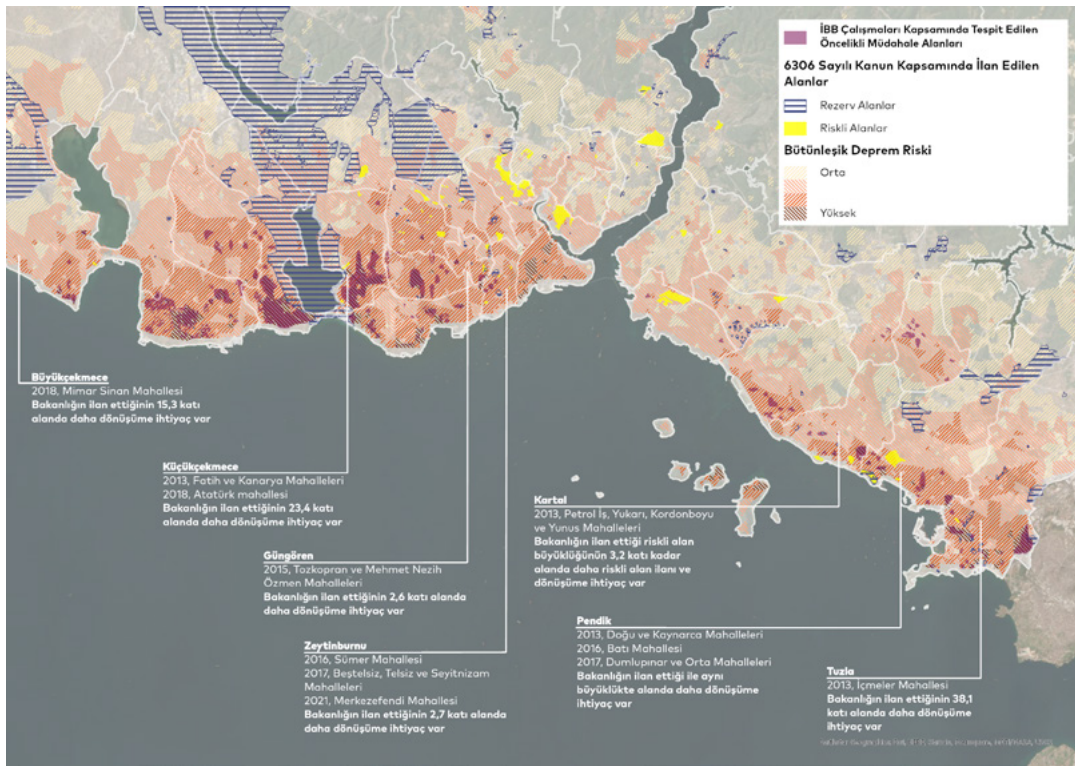 İBB Çalışmaları Kapsamında Tespit Edilen
Öncelikli Müdahale Alanları
6306 Sayılı Kanun Kapsamında İlan Edilen
Alanlar
Rezerv Alanlar
Riskli Alanlar
Bütünleşik Deprem Riski
Orta
Yüksek
Büyükçekmece
2018, Mimar Sinan Mahallesi
Bakanlığın ilan ettiğinin 15,3 katı
alanda daha dönüşüme ihtiyaç var
Küçükçekmece
2013, Fatih ve Kanarya Mahalleleri
2018, Atatürk mahallesi
Bakanlığın ilan ettiğinin 23,4 katı
alanda daha dönüşüme ihtiyaç var
Güngören
2015, Tozkopran ve Mehmet Nezih
Özmen Mahalleleri
Bakanlığın ilan ettiğinin 2,6 katı alanda
daha dönüşüme ihtiyaç var
Zeytinburnu
2016, Sümer Mahallesi
2017, Beştelsiz, Telsiz ve Seyitnizam
Mahalleleri
2021, Merkezefendi Mahallesi
Bakanlığın ilan ettiğinin 2,7 katı alanda
daha dönüşüme ihtiyaç var
Kartal
2013, Petrol İş, Yukarı, Kordonboyu
ve Yunus Mahalleleri
Bakanlığın ilan ettiği riskli alan
büyüklüğünün 3,2 katı kadar
alanda daha riskli alan ilanı ve
dönüşüme ihtiyaç var
Pendik
2013, Doğu ve Kaynarca Mahalleleri
2016, Batı Mahallesi
2017, Dumlupınar ve Orta Mahalleleri
Bakanlığın ilan ettiği ile aynı
büyüklükte alanda daha dönüşüme
ihtiyaç var
Tuzla
2013, İçmeler Mahallesi
Bakanlığın ilan ettiğinin 38,1
katı alanda daha dönüşüme
ihtiyaç var